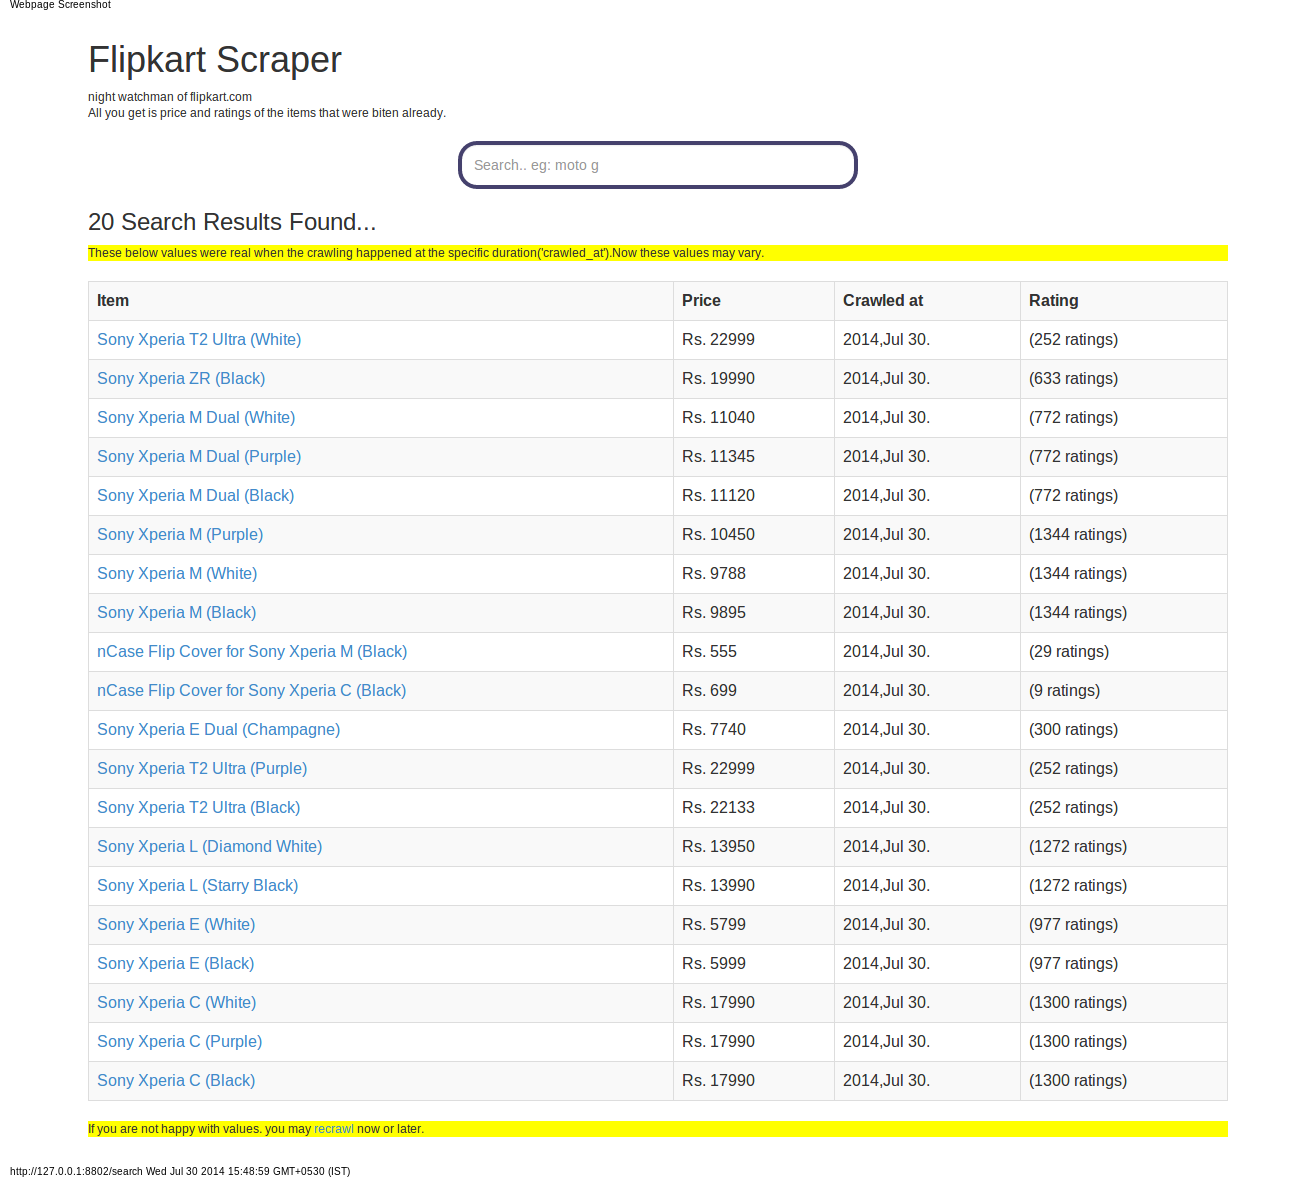 Webpage Screenshot
Flipkart Scraper
night watchman of flipkart.com
All you get is price and ratings of the items that were biten already.
Search.. eg: moto g
20 Search Results Found...
These below values were real when the crawling happened at the specific duration('crawled_at').Now these values may vary.
Item Price Crawled at Rating
Sony Xperia T2 Ultra (White) Rs. 22999 2014,Jul 30. (252 ratings)
Sony Xperia ZR (Black) Rs. 19990 2014,Jul 30. (633 ratings)
Sony Xperia M Dual (White) Rs. 11040 2014,Jul 30. (772 ratings)
Sony Xperia M Dual (Purple) Rs. 11345 2014,Jul 30. (772 ratings)
Sony Xperia M Dual (Black) Rs. 11120 2014,Jul 30. (772 ratings)
Sony Xperia M (Purple) Rs. 10450 2014,Jul 30. (1344 ratings)
Sony Xperia M (White) Rs. 9788 2014,Jul 30. (1344 ratings)
Sony Xperia M (Black) Rs. 9895 2014,Jul 30. (1344 ratings)
nCase Flip Cover for Sony Xperia M (Black) Rs. 555 2014,Jul 30. (29 ratings)
nCase Flip Cover for Sony Xperia C (Black) Rs. 699 2014,Jul 30. (9 ratings)
Sony Xperia E Dual (Champagne) Rs. 7740 2014,Jul 30. (300 ratings)
Sony Xperia T2 Ultra (Purple) Rs. 22999 2014,Jul 30. (252 ratings)
Sony Xperia T2 Ultra (Black) Rs. 22133 2014,Jul 30. (252 ratings)
Sony Xperia L (Diamond White) Rs. 13950 2014,Jul 30. (1272 ratings)
Sony Xperia L (Starry Black) Rs. 13990 2014,Jul 30. (1272 ratings)
Sony Xperia E (White) Rs. 5799 2014,Jul 30. (977 ratings)
Sony Xperia E (Black) Rs. 5999 2014,Jul 30. (977 ratings)
Sony Xperia C (White) Rs. 17990 2014,Jul 30. (1300 ratings)
Sony Xperia C (Purple) Rs. 17990 2014,Jul 30. (1300 ratings)
Sony Xperia C (Black) Rs. 17990 2014,Jul 30. (1300 ratings)
If you are not happy with values. you may recrawl now or later.
http://127.0.0.1:8802/search Wed Jul 30 2014 15:48:59 GMT+0530 (IST)